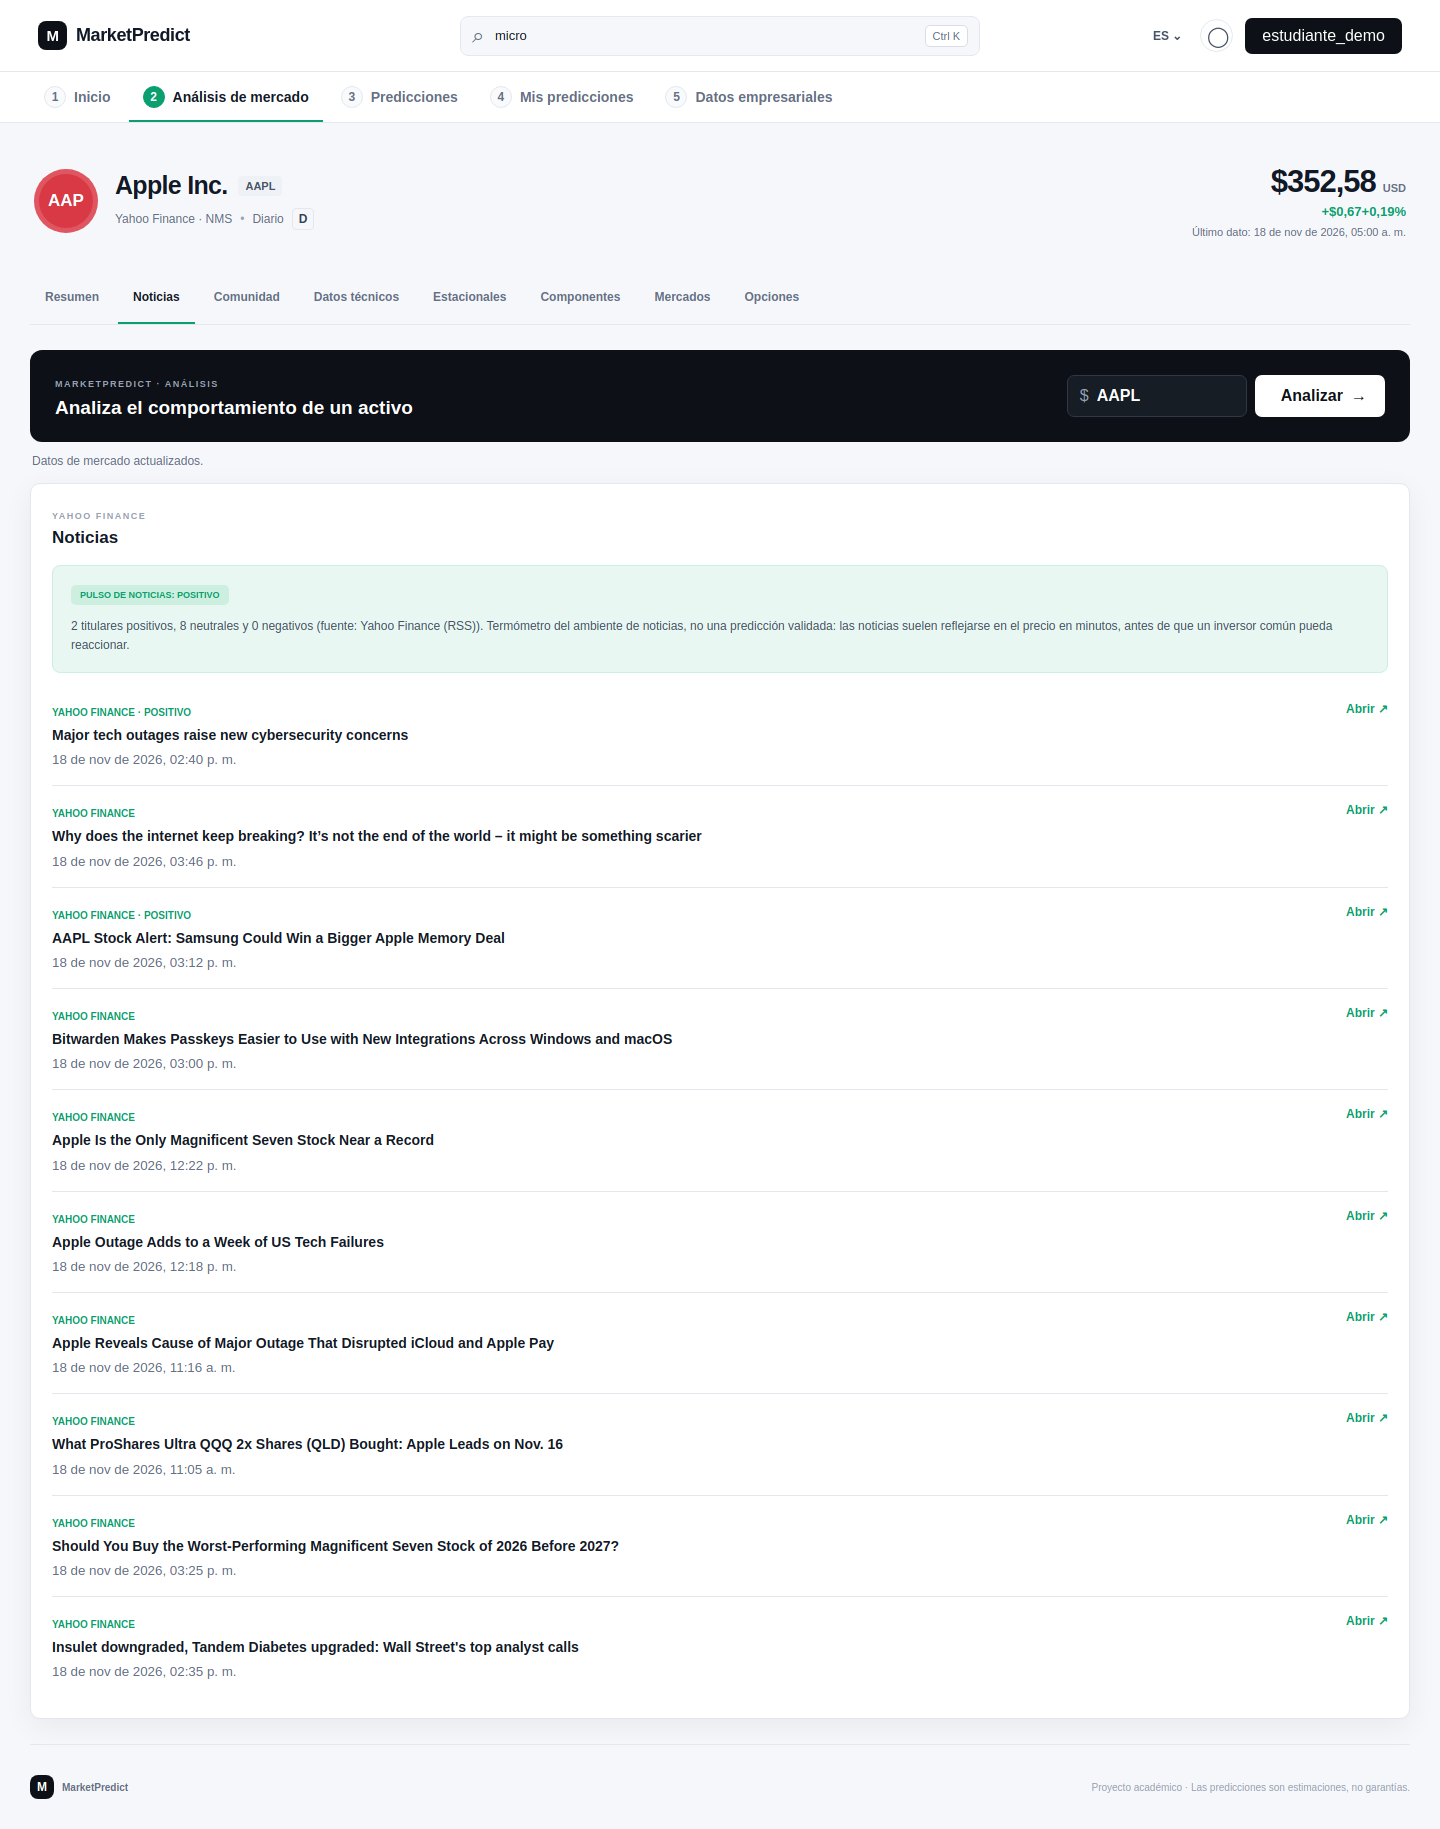 M MarketPredict
micro
Ctrl K
ES
estudiante_demo
1 Inicio
2 Análisis de mercado
3 Predicciones
4 Mis predicciones
5 Datos empresariales
AAP
Apple Inc. AAPL
Yahoo Finance · NMS • Diario D
$352,58 USD
+$0,67+0,19%
Último dato: 18 de nov de 2026, 05:00 a. m.
Resumen Noticias Comunidad Datos técnicos Estacionales Componentes Mercados Opciones
MARKETPREDICT · ANÁLISIS
Analiza el comportamiento de un activo
$ AAPL
Analizar →
Datos de mercado actualizados.
YAHOO FINANCE
Noticias
PULSO DE NOTICIAS: POSITIVO
2 titulares positivos, 8 neutrales y 0 negativos (fuente: Yahoo Finance (RSS)). Termómetro del ambiente de noticias, no una predicción validada: las noticias suelen reflejarse en el precio en minutos, antes de que un inversor común pueda
reaccionar.
YAHOO FINANCE · POSITIVO
Abrir ↗
Major tech outages raise new cybersecurity concerns
18 de nov de 2026, 02:40 p. m.
YAHOO FINANCE
Abrir ↗
Why does the internet keep breaking? It’s not the end of the world – it might be something scarier
18 de nov de 2026, 03:46 p. m.
YAHOO FINANCE · POSITIVO
Abrir ↗
AAPL Stock Alert: Samsung Could Win a Bigger Apple Memory Deal
18 de nov de 2026, 03:12 p. m.
YAHOO FINANCE
Abrir ↗
Bitwarden Makes Passkeys Easier to Use with New Integrations Across Windows and macOS
18 de nov de 2026, 03:00 p. m.
YAHOO FINANCE
Abrir ↗
Apple Is the Only Magnificent Seven Stock Near a Record
18 de nov de 2026, 12:22 p. m.
YAHOO FINANCE
Abrir ↗
Apple Outage Adds to a Week of US Tech Failures
18 de nov de 2026, 12:18 p. m.
YAHOO FINANCE
Abrir ↗
Apple Reveals Cause of Major Outage That Disrupted iCloud and Apple Pay
18 de nov de 2026, 11:16 a. m.
YAHOO FINANCE
Abrir ↗
What ProShares Ultra QQQ 2x Shares (QLD) Bought: Apple Leads on Nov. 16
18 de nov de 2026, 11:05 a. m.
YAHOO FINANCE
Abrir ↗
Should You Buy the Worst-Performing Magnificent Seven Stock of 2026 Before 2027?
18 de nov de 2026, 03:25 p. m.
YAHOO FINANCE
Abrir ↗
Insulet downgraded, Tandem Diabetes upgraded: Wall Street's top analyst calls
18 de nov de 2026, 02:35 p. m.
M MarketPredict
Proyecto académico · Las predicciones son estimaciones, no garantías.